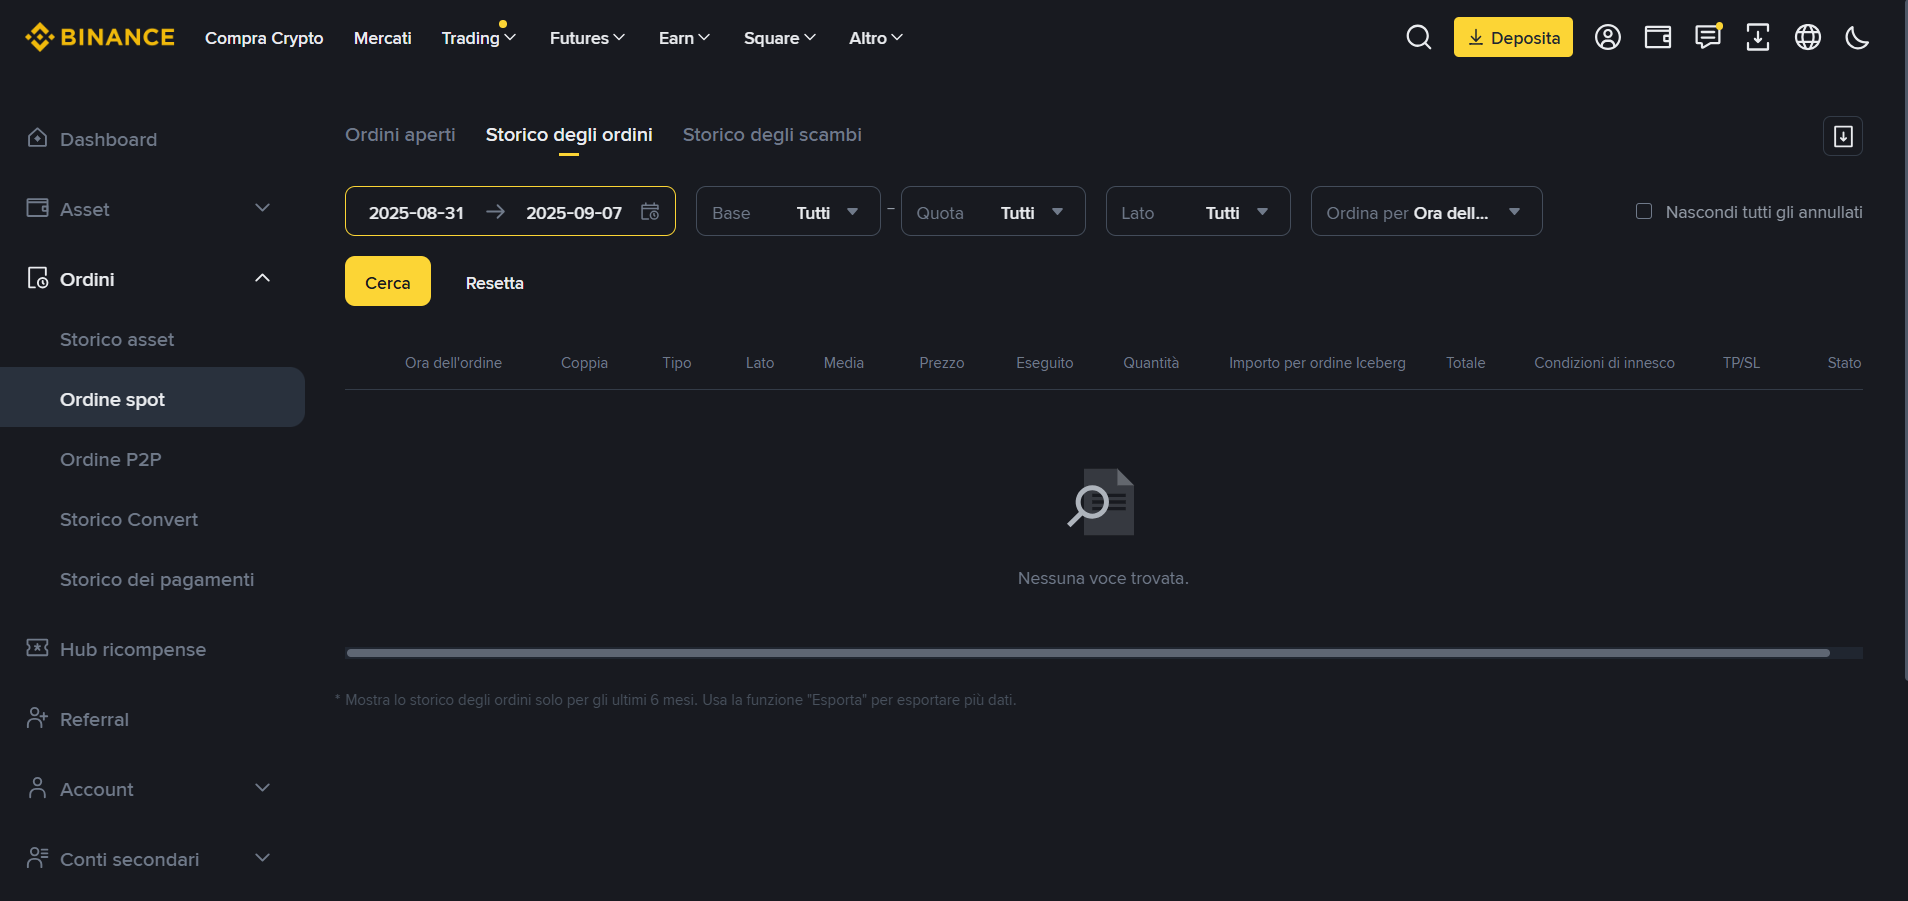 BINANCE Compra Crypto Mercati Trading Futures Earn Square Altro Deposita
Dashboard
Asset
Ordini
Storico asset
Ordine spot
Ordine P2P
Storico Convert
Storico dei pagamenti
Hub ricompense
Referral
Account
Conti secondari
Ordini aperti Storico degli ordini Storico degli scambi
2025-08-31 → 2025-09-07 Base Tutti – Quota Tutti Lato Tutti Ordina per Ora dell... Nascondi tutti gli annullati
Cerca Resetta
Ora dell'ordine Coppia Tipo Lato Media Prezzo Eseguito Quantità Importo per ordine Iceberg Totale Condizioni di innesco TP/SL Stato
Nessuna voce trovata.
* Mostra lo storico degli ordini solo per gli ultimi 6 mesi. Usa la funzione "Esporta" per esportare più dati.